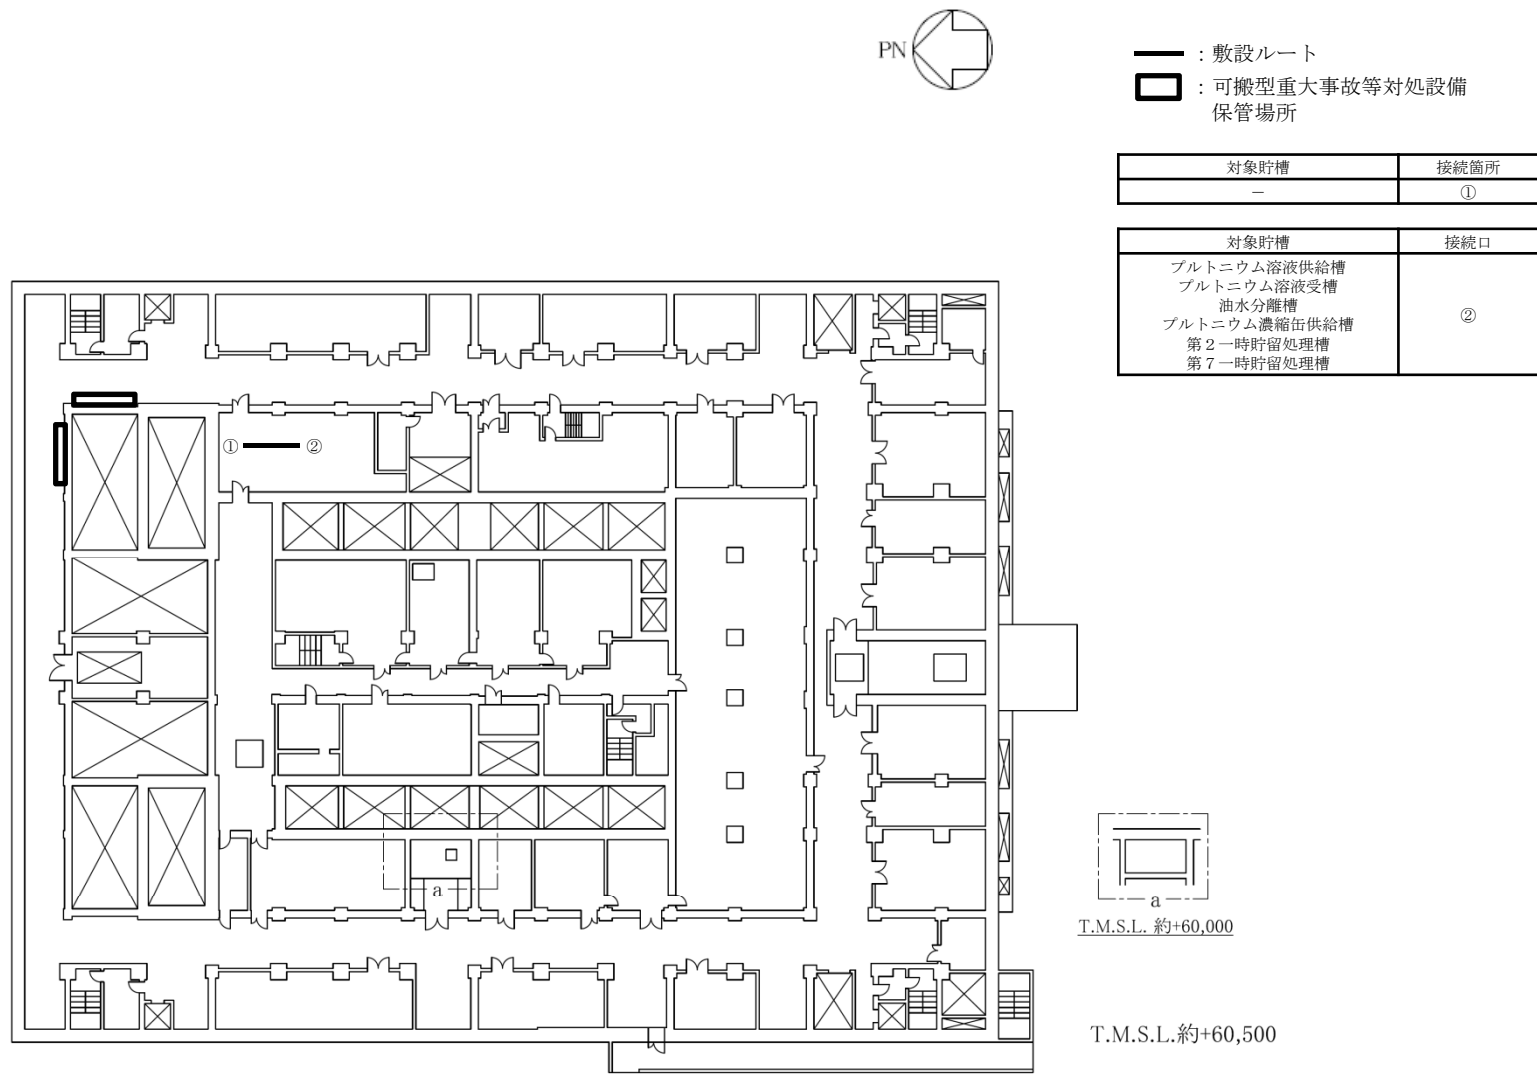 PN
：敷設ルート
：可搬型重大事故等対処設備
保管場所
対象貯槽 接続箇所
－ ①
対象貯槽 接続口
プルトニウム溶液供給槽
プルトニウム溶液受槽
油水分離槽
プルトニウム濃縮缶供給槽
第２一時貯留処理槽
第７一時貯留処理槽
②
① ②
a
a
T.M.S.L. 約+60,000
T.M.S.L.約+60,500